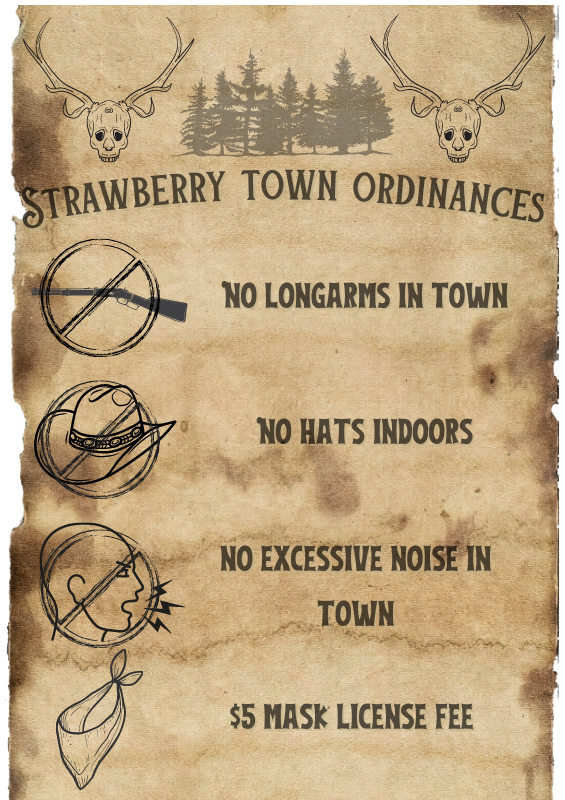 STRAWBERRY TOWN ORDINANCES
NO LONGARMS IN TOWN
NO HATS INDOORS
NO EXCESSIVE NOISE IN
TOWN
$5 MASK LICENSE FEE